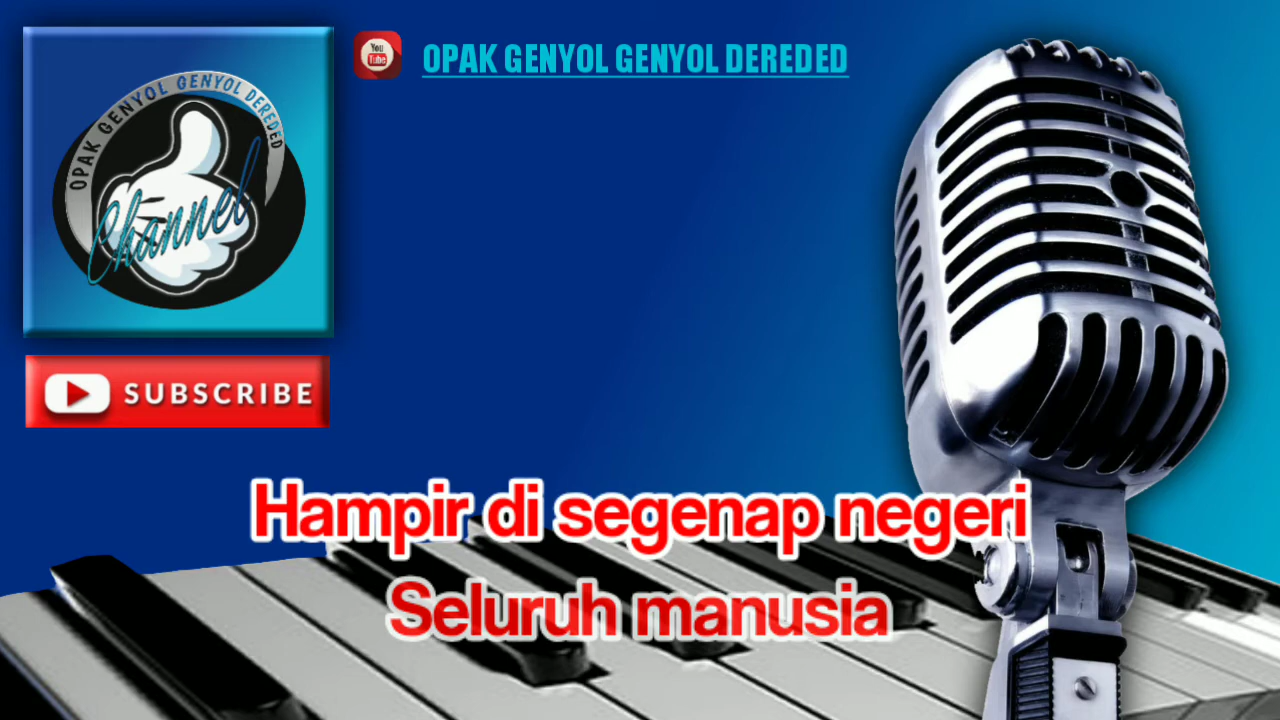 OPAK GENYOL GENYOL DEREDED
Channel
SUBSCRIBE
You
Tube
OPAK GENYOL GENYOL DEREDED
Hampir di segenap negeri
Seluruh manusia